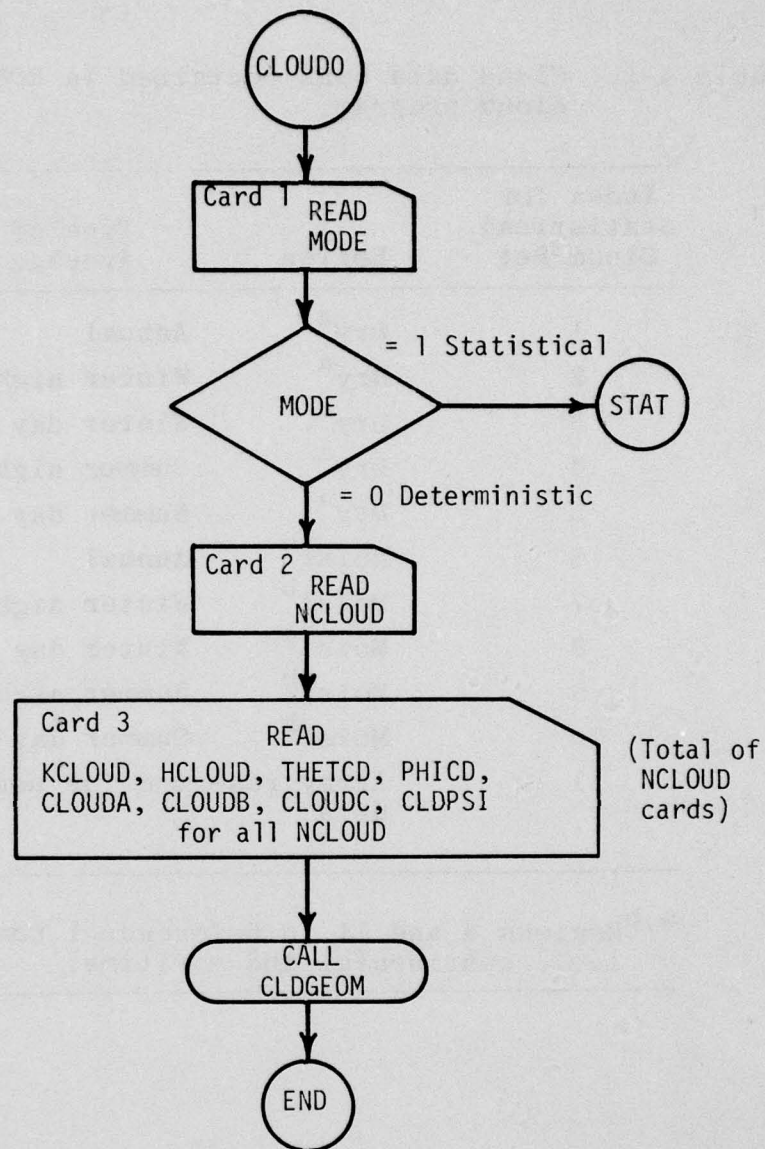 CLOUDO
Card 1
READ
MODE
MODE
= 1 Statistical
STAT
= 0 Deterministic
Card 2
READ
NCLOUD
Card 3
READ
KCLOUD, HCLOUD, THETCD, PHICD,
CLOUDA, CLOUDB, CLOUDC, CLDPSI
for all NCLOUD
(Total of
NCLOUD
cards)
CALL
CLDGEOM
END